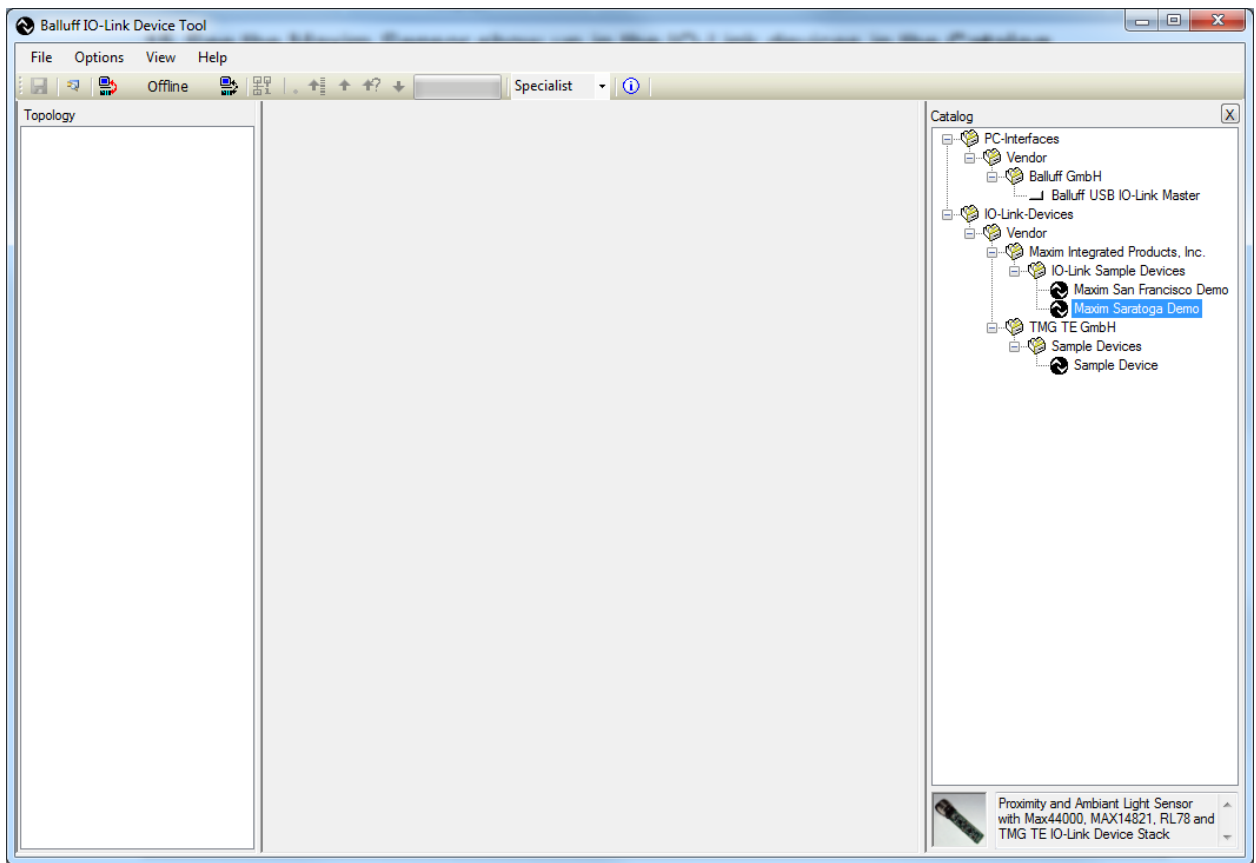 Balluff IO-Link Device Tool
File Options View Help
Offline Specialist
Topology
Catalog
PC-Interfaces
Vendor
Balluff GmbH
Balluff USB IO-Link Master
IO-Link-Devices
Vendor
Maxim Integrated Products, Inc.
IO-Link Sample Devices
Maxim San Francisco Demo
Maxim Saratoga Demo
TMG TE GmbH
Sample Devices
Sample Device
Proximity and Ambiant Light Sensor
with Max44000, MAX14821, RL78 and
TMG TE IO-Link Device Stack